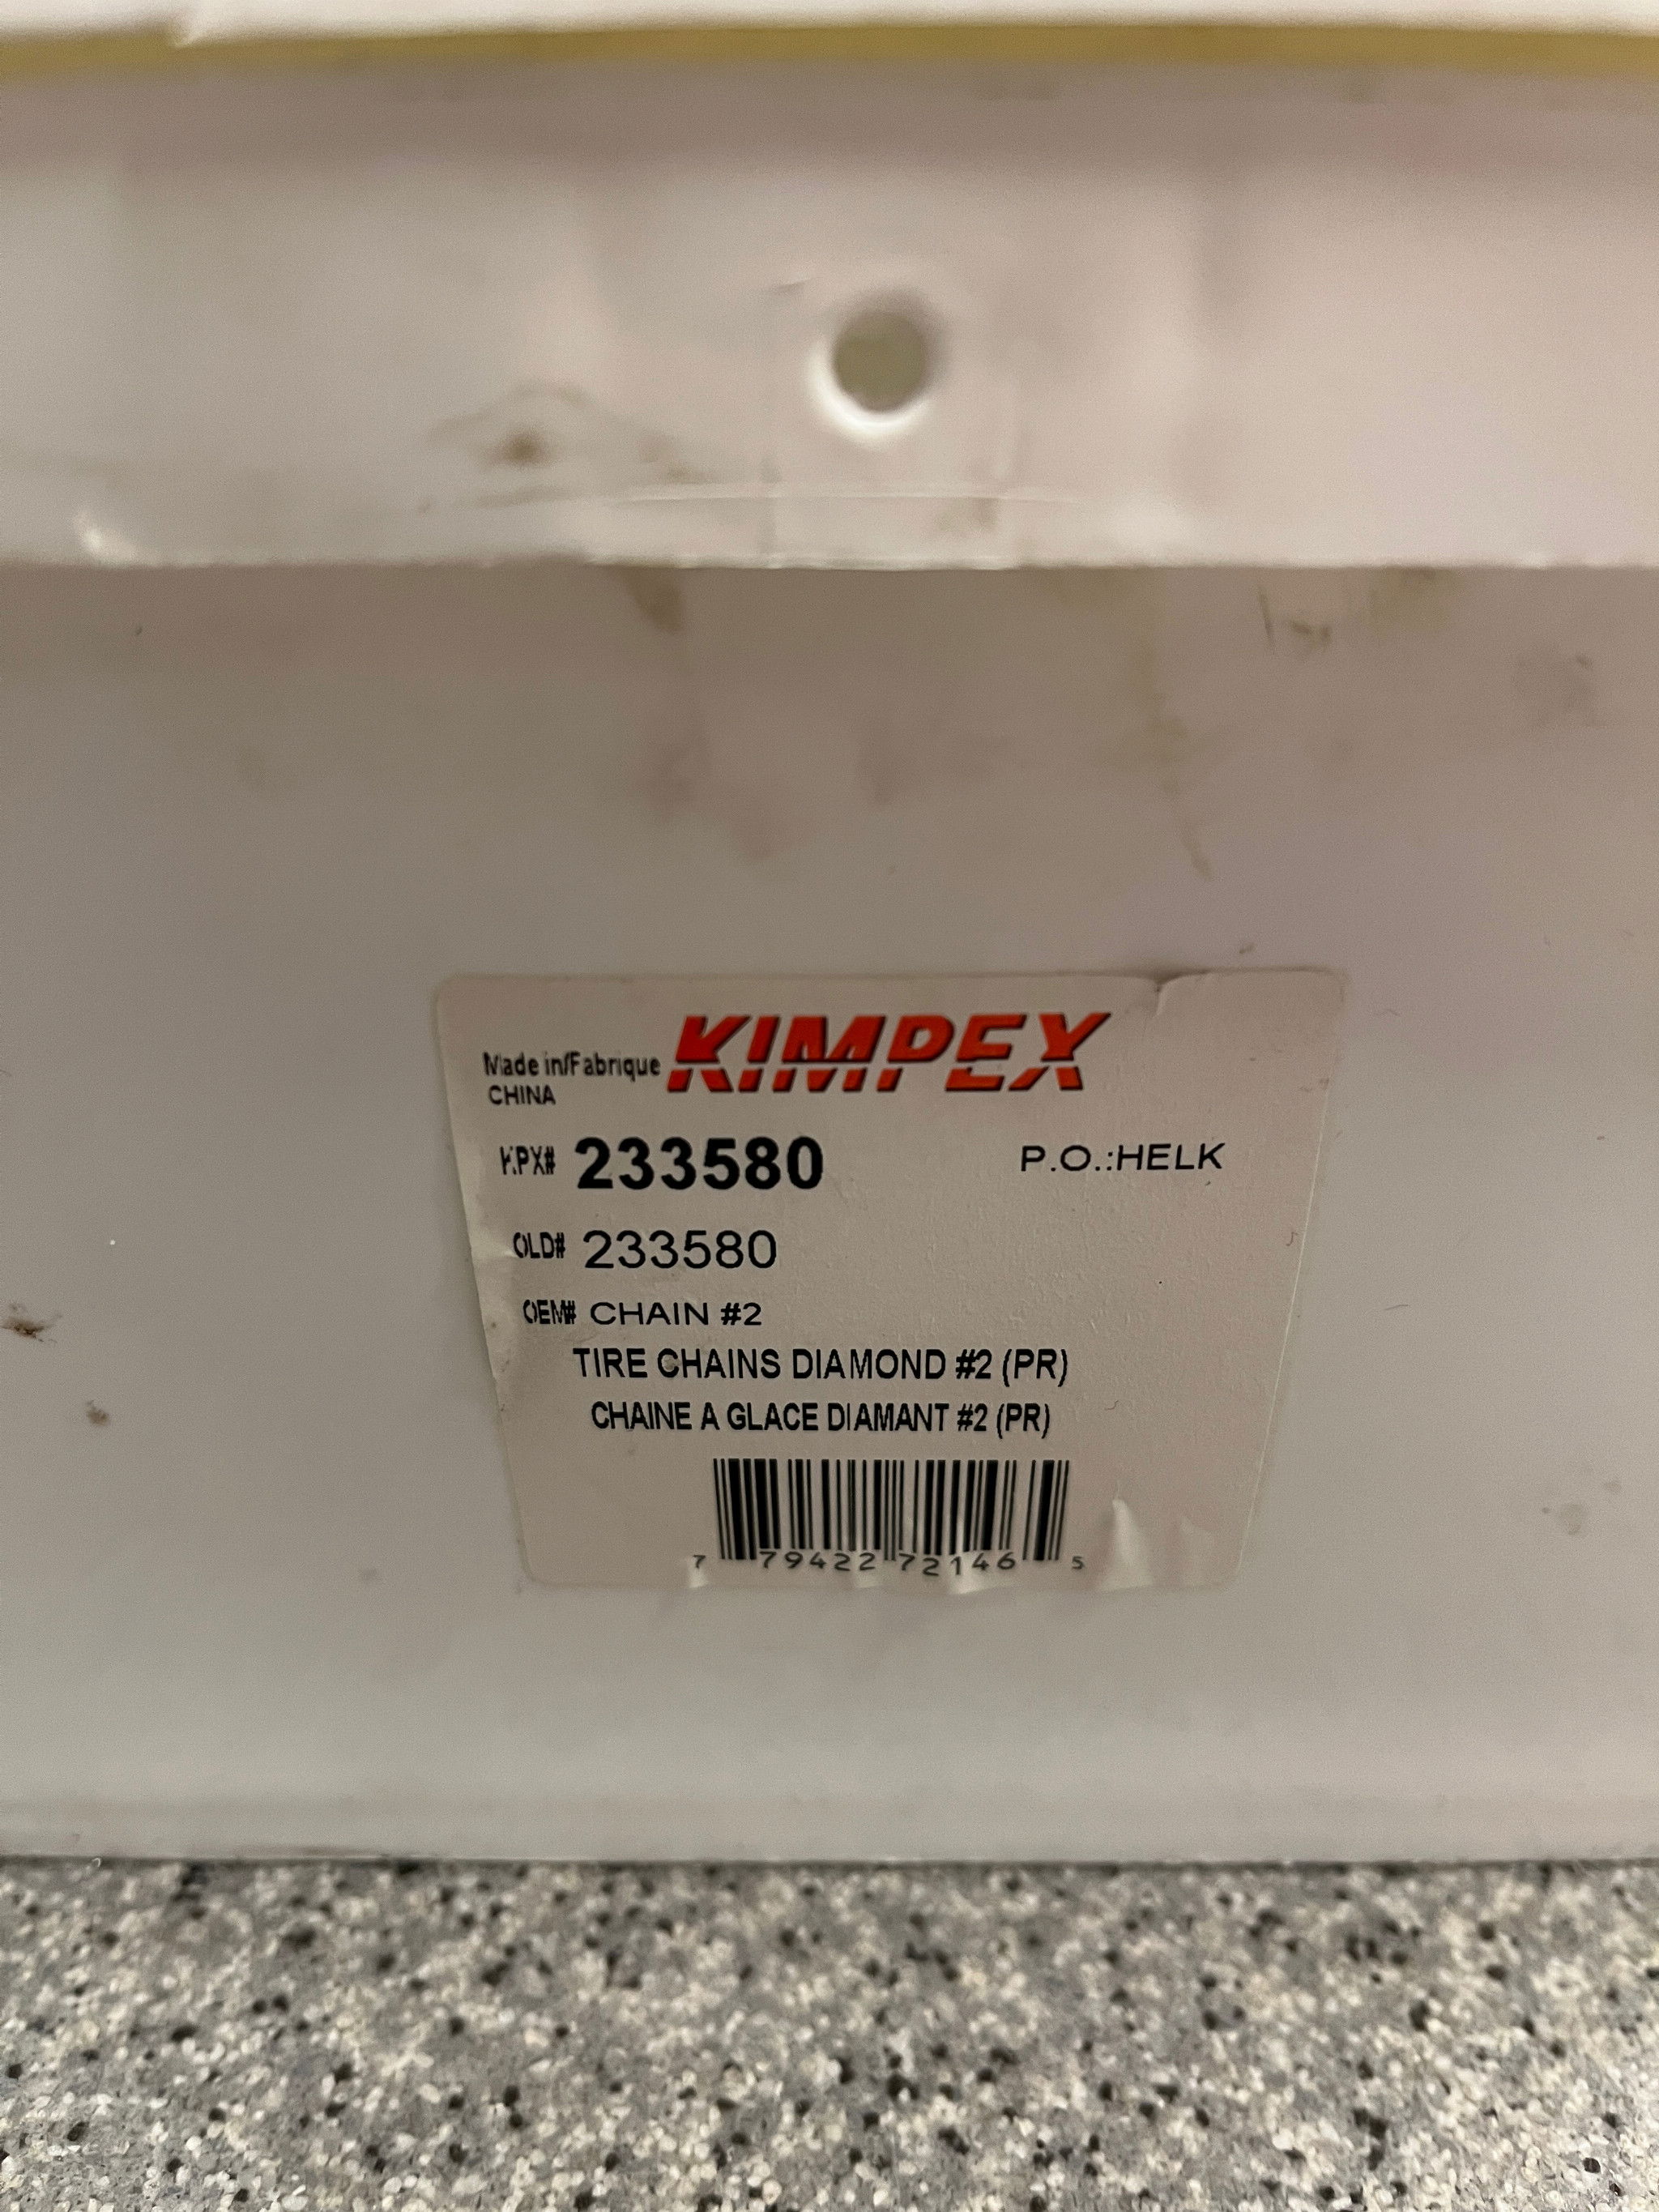 Made in/Fabrique KIMPEX
CHINA
KPX# 233580 P.O.:HELK
OLD# 233580
OEM# CHAIN #2
TIRE CHAINS DIAMOND #2 (PR)
CHAINE A GLACE DIAMANT #2 (PR)
7 79422 72146 5